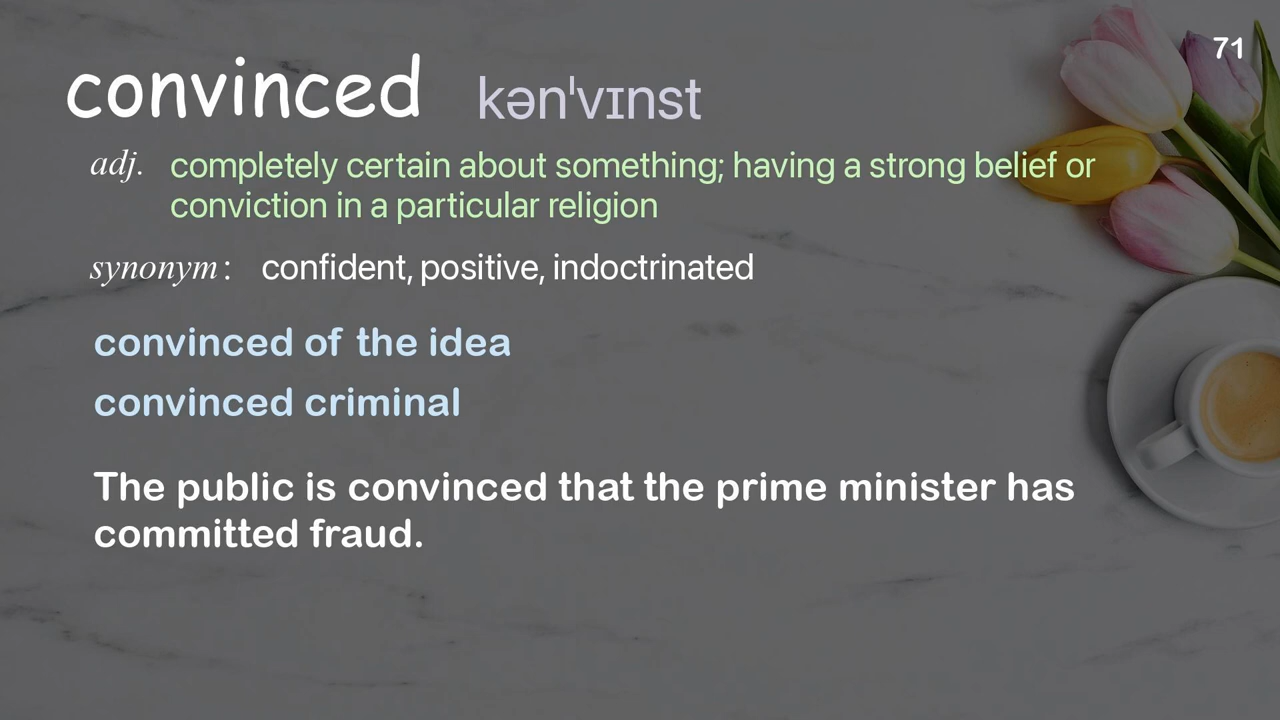 71
convinced kən'vɪnst
adj. completely certain about something; having a strong belief or
conviction in a particular religion
synonym: confident, positive, indoctrinated
convinced of the idea
convinced criminal
The public is convinced that the prime minister has
committed fraud.